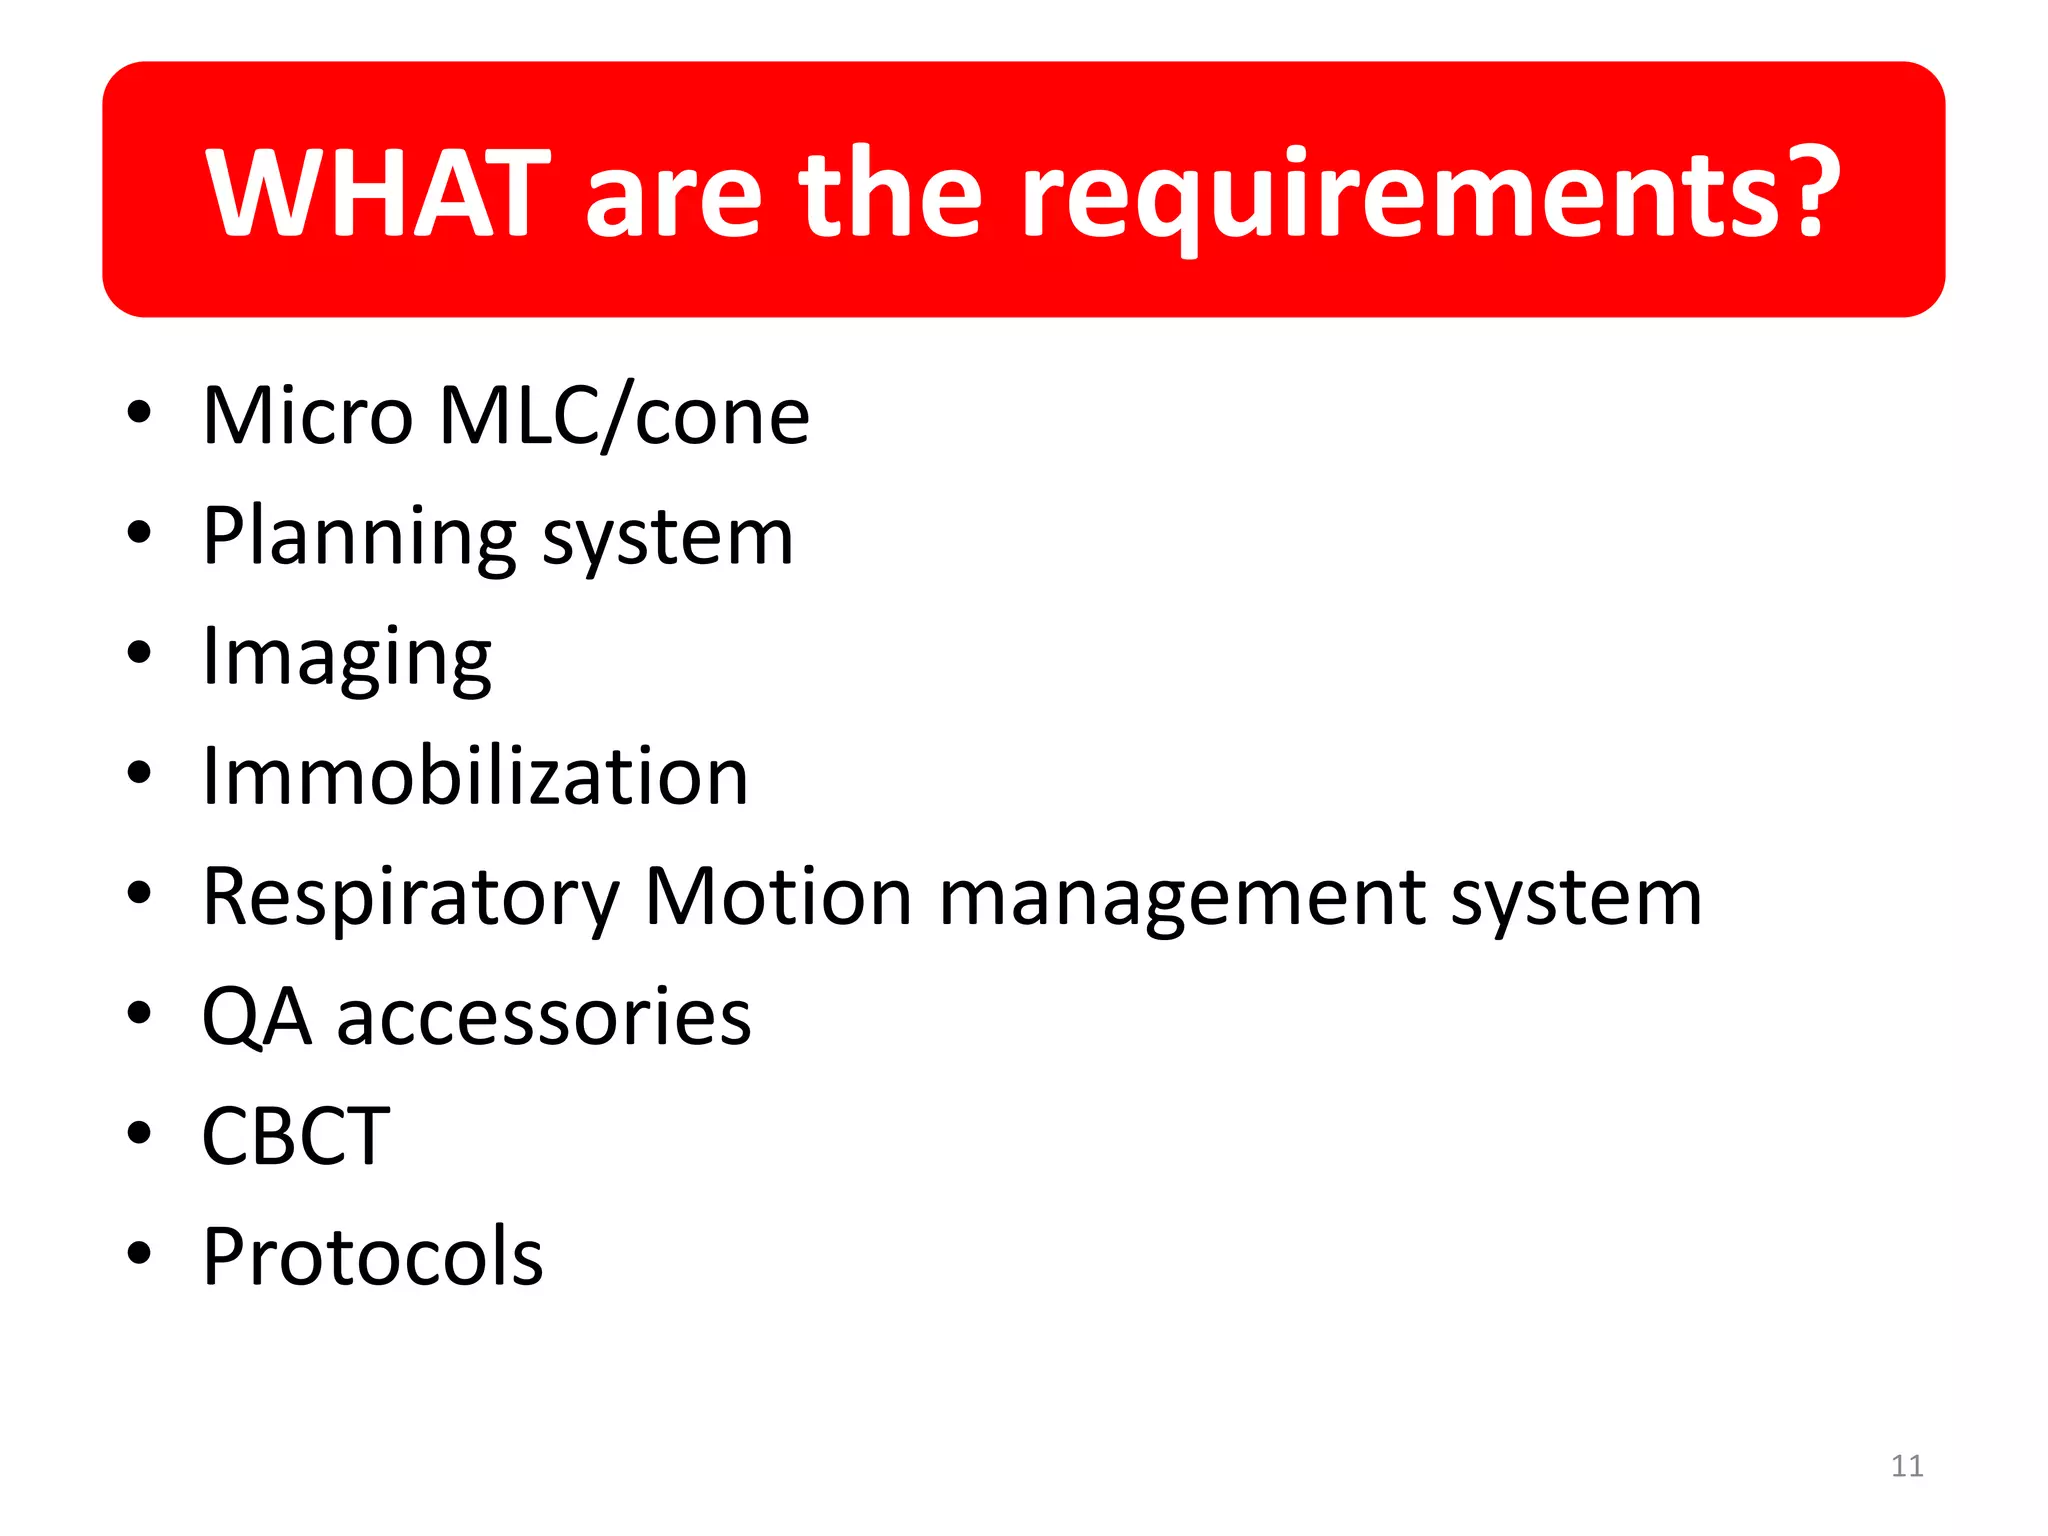 WHAT are the requirements?
• Micro MLC/cone
• Planning system
• Imaging
• Immobilization
• Respiratory Motion management system
• QA accessories
• CBCT
• Protocols
11